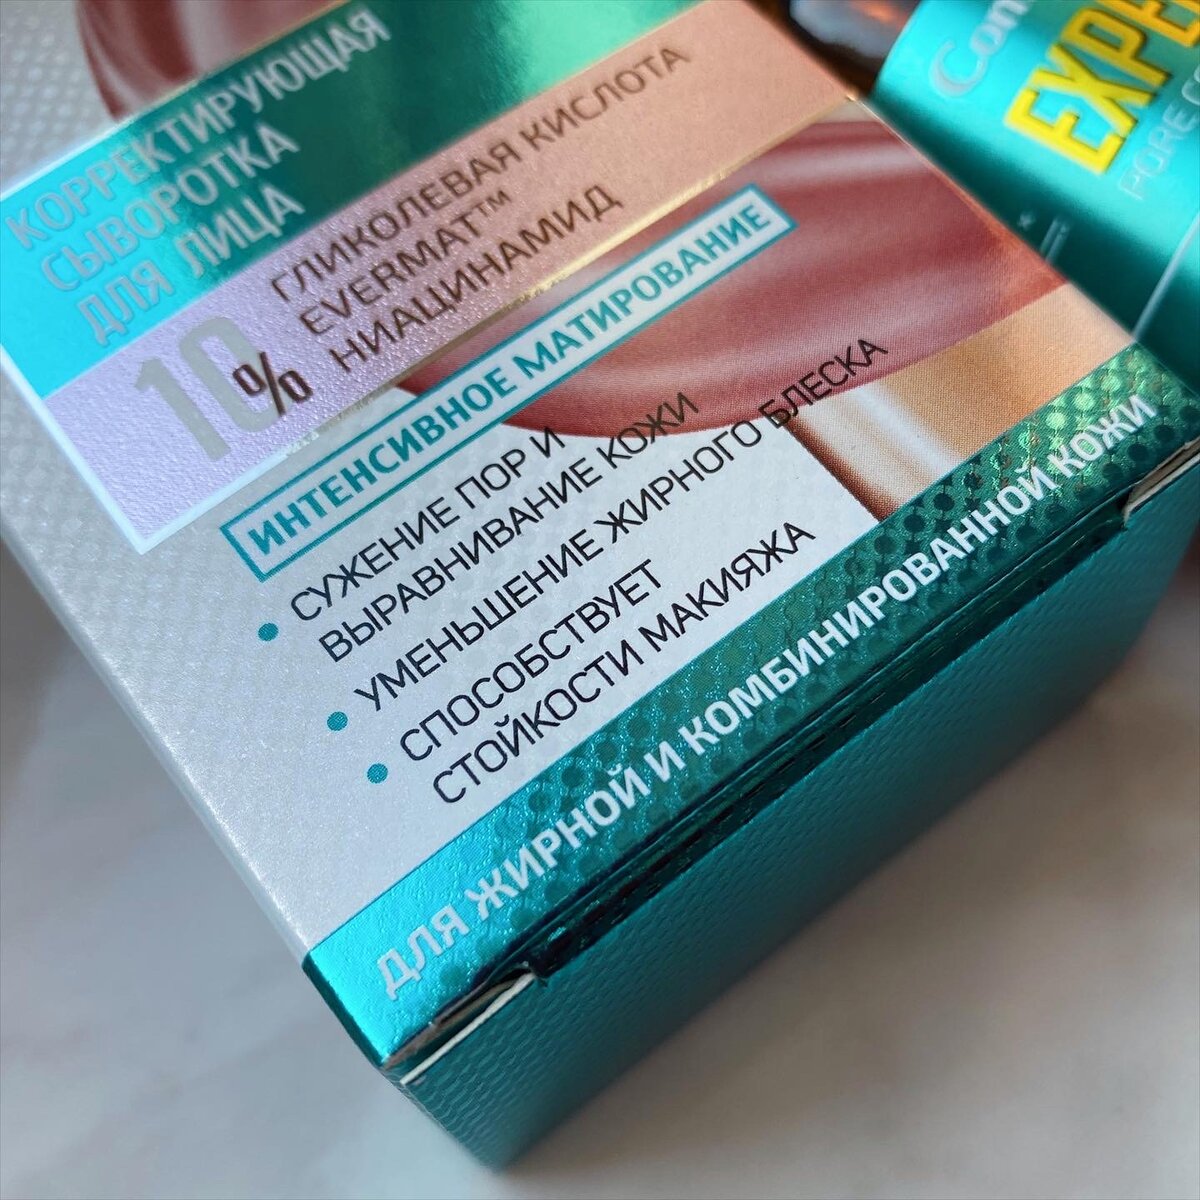 КОРРЕКТИРУЮЩАЯ
СЫВОРОТКА
ДЛЯ ЛИЦА
10%
ГЛИКОЛЕВАЯ КИСЛОТА
EVERMAT™
НИАЦИНАМИД
ИНТЕНСИВНОЕ МАТИРОВАНИЕ
• СУЖЕНИЕ ПОР И
ВЫРАВНИВАНИЕ КОЖИ
• УМЕНЬШЕНИЕ ЖИРНОГО БЛЕСКА
• СПОСОБСТВУЕТ
СТОЙКОСТИ МАКИЯЖА
ДЛЯ ЖИРНОЙ И КОМБИНИРОВАННОЙ КОЖИ
PORE